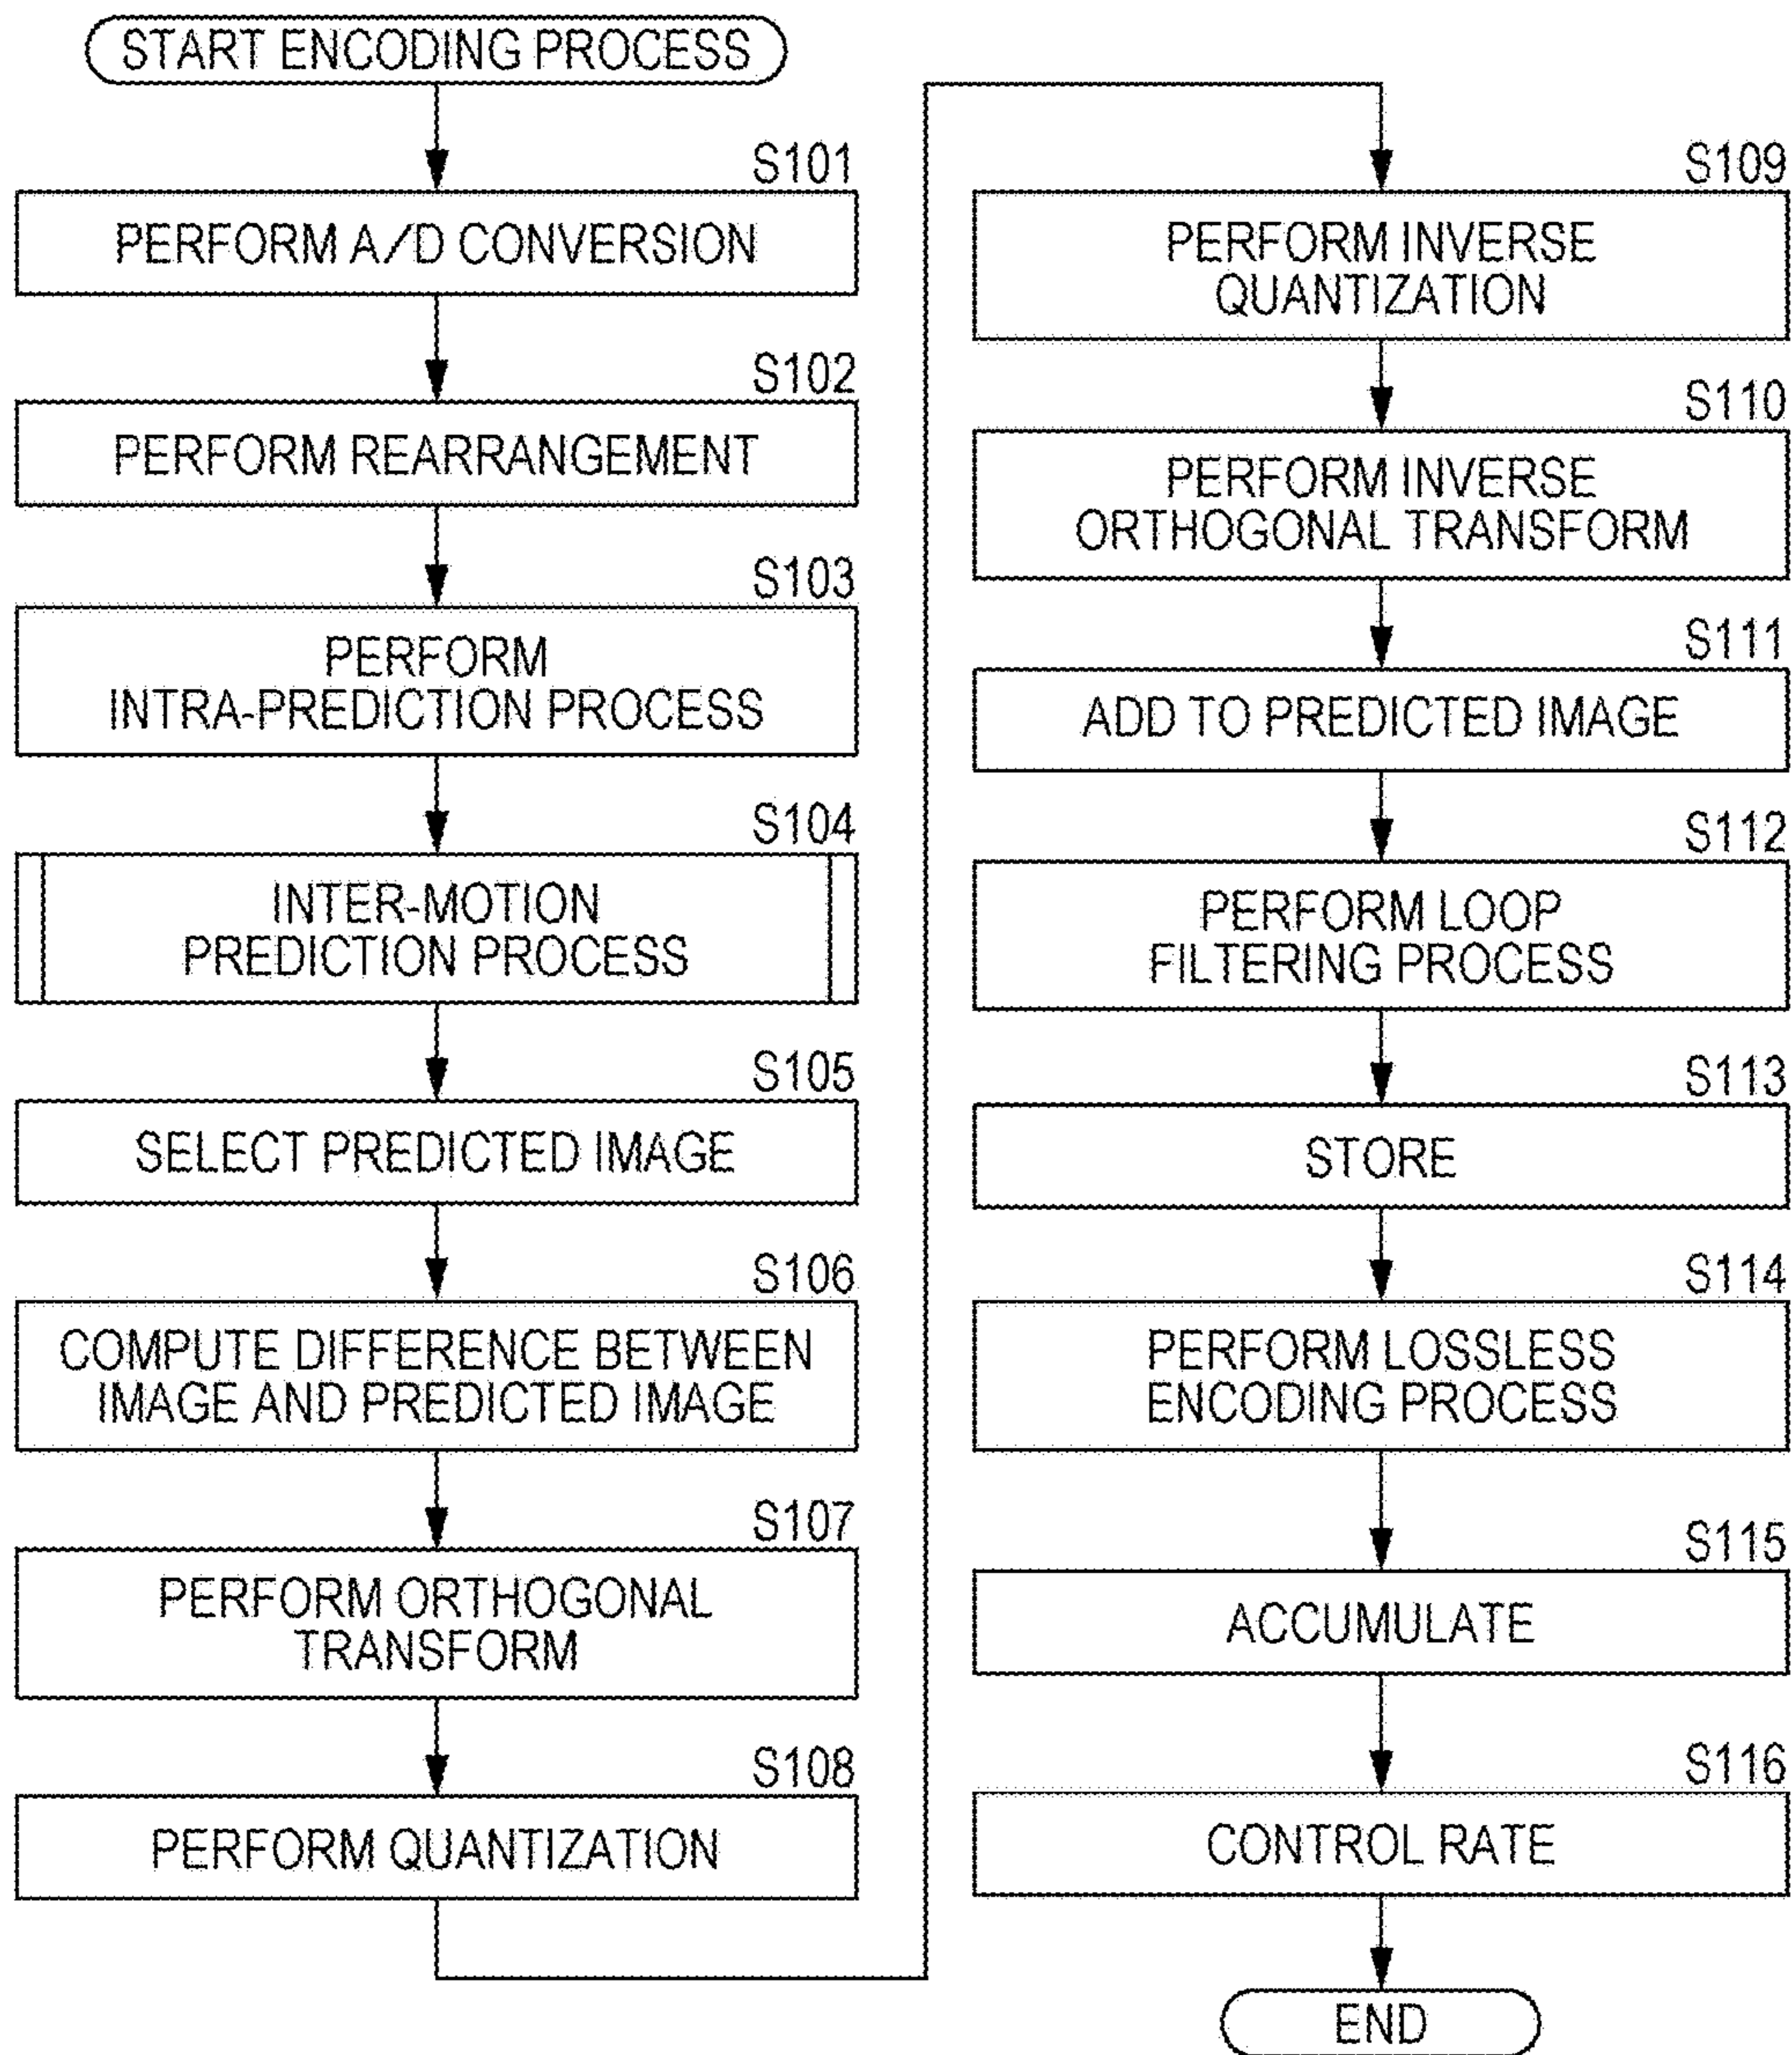 START ENCODING PROCESS
S101
PERFORM A/D CONVERSION
S102
PERFORM REARRANGEMENT
S103
PERFORM
INTRA-PREDICTION PROCESS
S104
INTER-MOTION
PREDICTION PROCESS
S105
SELECT PREDICTED IMAGE
S106
COMPUTE DIFFERENCE BETWEEN
IMAGE AND PREDICTED IMAGE
S107
PERFORM ORTHOGONAL
TRANSFORM
S108
PERFORM QUANTIZATION
S109
PERFORM INVERSE
QUANTIZATION
S110
PERFORM INVERSE
ORTHOGONAL TRANSFORM
S111
ADD TO PREDICTED IMAGE
S112
PERFORM LOOP
FILTERING PROCESS
S113
STORE
S114
PERFORM LOSSLESS
ENCODING PROCESS
S115
ACCUMULATE
S116
CONTROL RATE
END